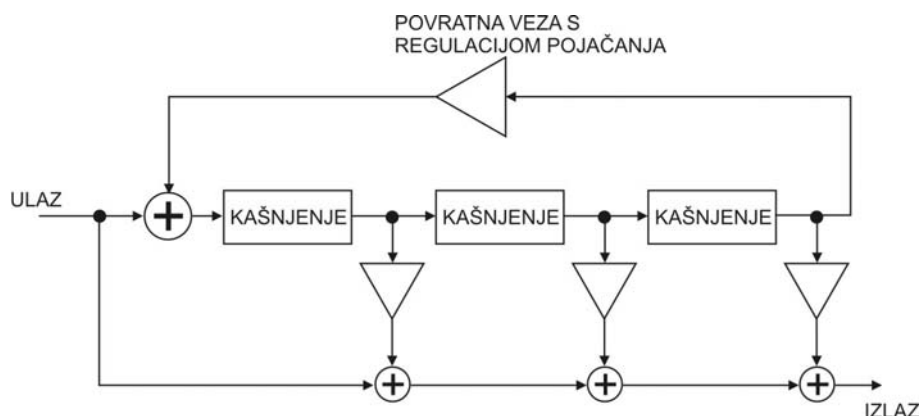 POVRATNA VEZA S
REGULACIJOM POJAČANJA
ULAZ
KAŠNJENJE
KAŠNJENJE
KAŠNJENJE
IZLAZ